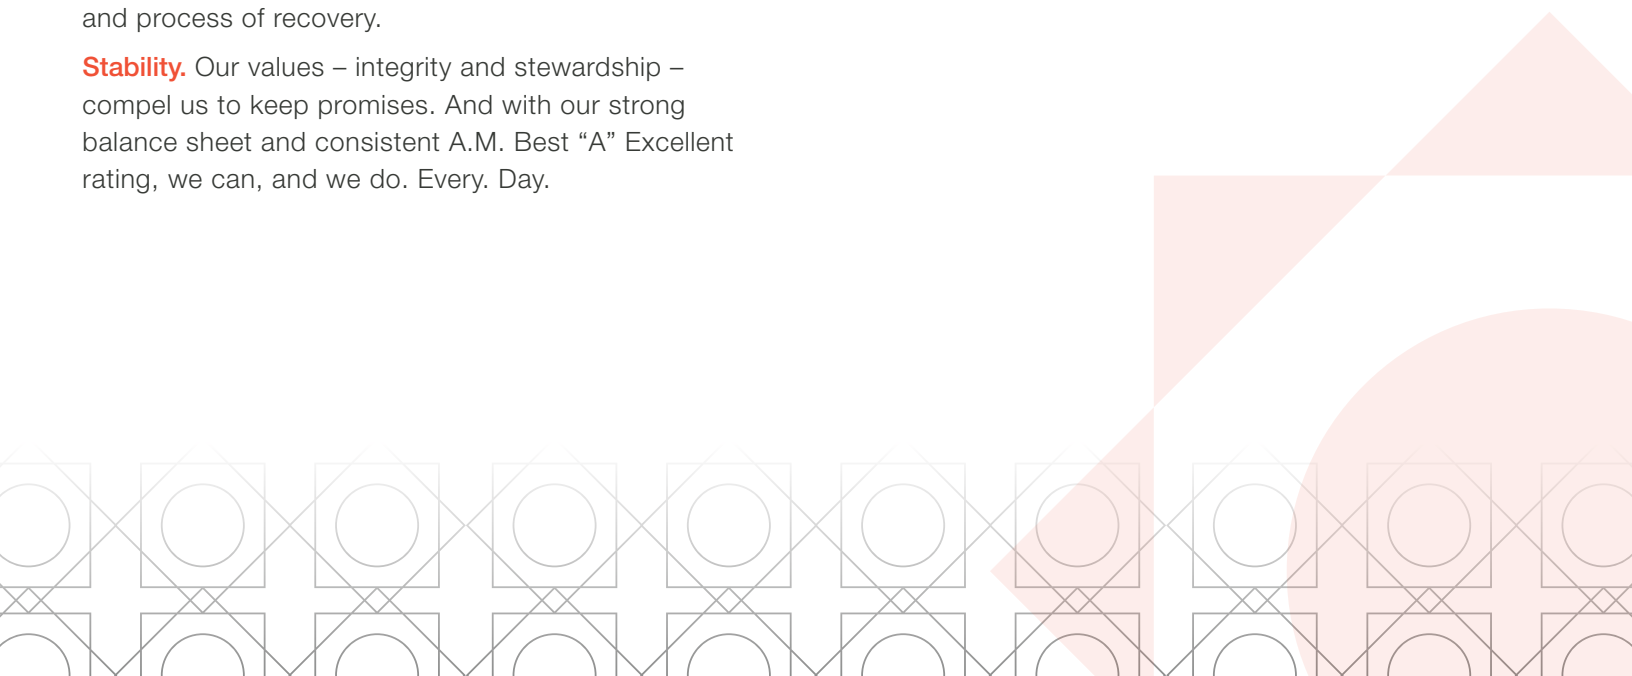 and process of recovery.
Stability. Our values – integrity and stewardship –
compel us to keep promises. And with our strong
balance sheet and consistent A.M. Best “A” Excellent
rating, we can, and we do. Every. Day.